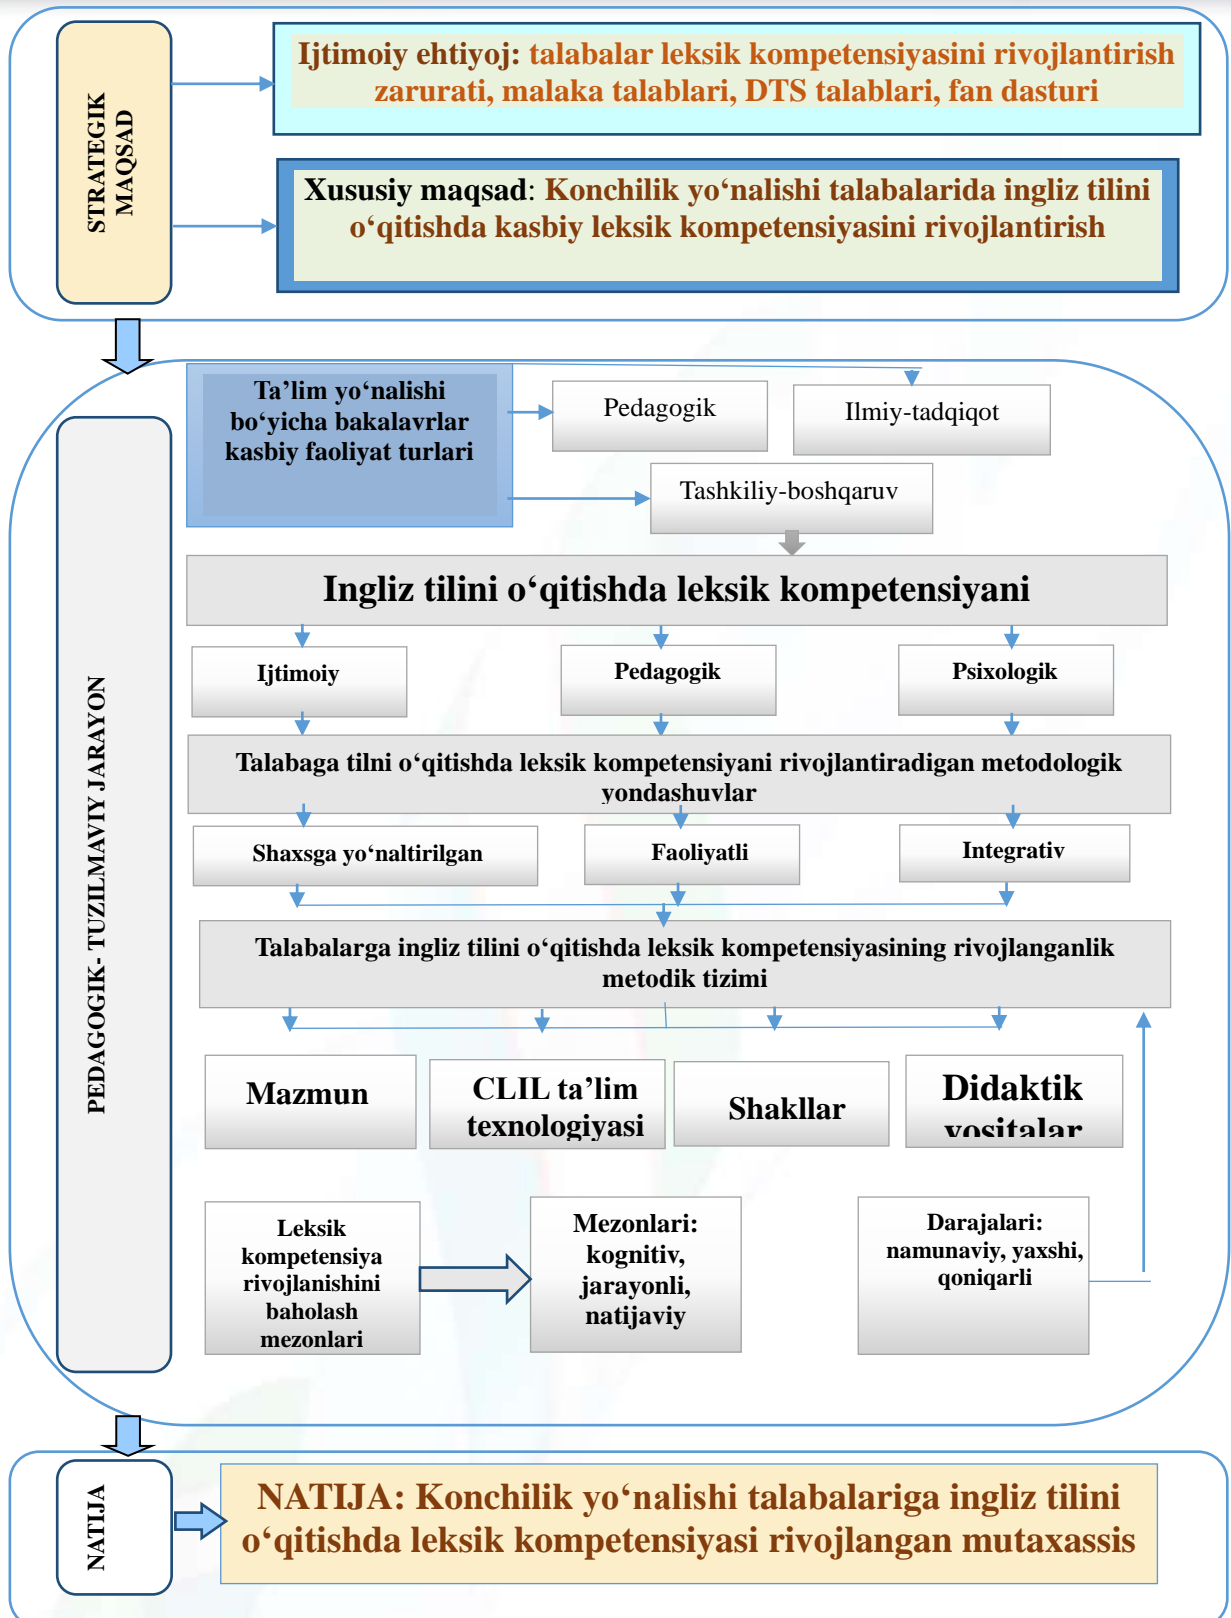 STRATEGIK
MAQSAD
Ijtimoiy ehtiyoj: talabalar leksik kompetensiyasini rivojlantirish
zarurati, malaka talablari, DTS talablari, fan dasturi
Xususiy maqsad: Konchilik yo‘nalishi talabalarida ingliz tilini
o‘qitishda kasbiy leksik kompetensiyasini rivojlantirish
PEDAGOGIK- TUZILMAVIY JARAYON
Ta’lim yo‘nalishi
bo‘yicha bakalavrlar
kasbiy faoliyat turlari
Pedagogik
Ilmiy-tadqiqot
Tashkiliy-boshqaruv
Ingliz tilini o‘qitishda leksik kompetensiyani
Ijtimoiy
Pedagogik
Psixologik
Talabaga tilni o‘qitishda leksik kompetensiyani rivojlantiradigan metodologik
yondashuvlar
Shaxsga yo‘naltirilgan
Faoliyatli
Integrativ
Talabalarga ingliz tilini o‘qitishda leksik kompetensiyasining rivojlanganlik
metodik tizimi
Mazmun
CLIL ta’lim
texnologiyasi
Shakllar
Didaktik
vositalar
Leksik
kompetensiya
rivojlanishini
baholash
mezonlari
Mezonlari:
kognitiv,
jarayonli,
natijaviy
Darajalari:
namunaviy, yaxshi,
qoniqarli
NATIJA
NATIJA: Konchilik yo‘nalishi talabalariga ingliz tilini
o‘qitishda leksik kompetensiyasi rivojlangan mutaxassis